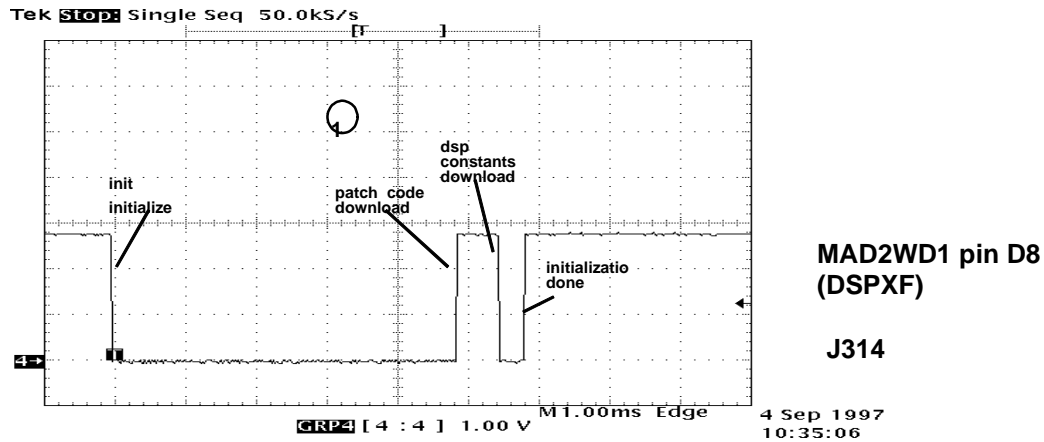 Tek Stop: Single Seq 50.0kS/s
[T ]
1
dsp
constants
download
init
initialize
patch code
download
initializatio
done
MAD2WD1 pin D8
(DSPXF)
J314
4→
M1.00ms Edge
GRP4 [ 4 : 4 ] 1.00 V
4 Sep 1997
10:35:06